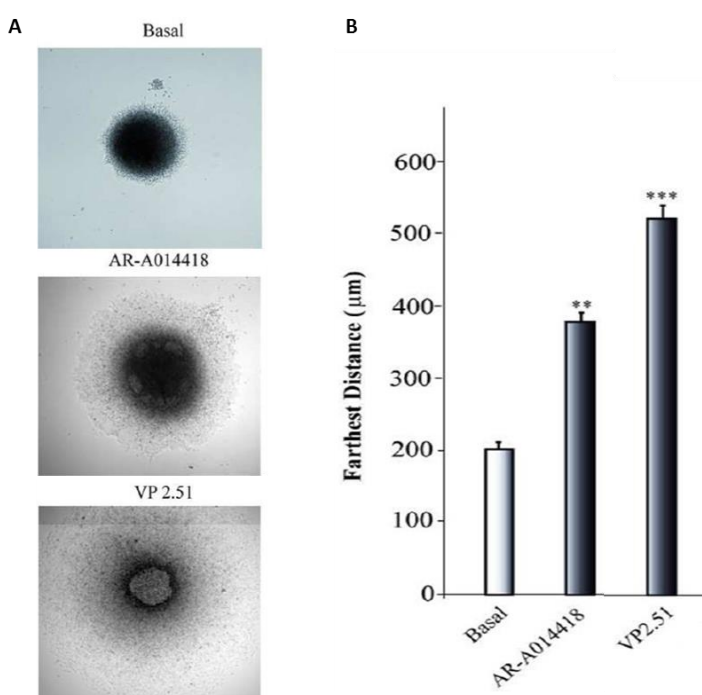 A
Basal
AR-A014418
VP 2.51
B
600
500
400
300
200
100
0
Farthest Distance (μm)
**
***
Basal
AR-A014418
VP2.51